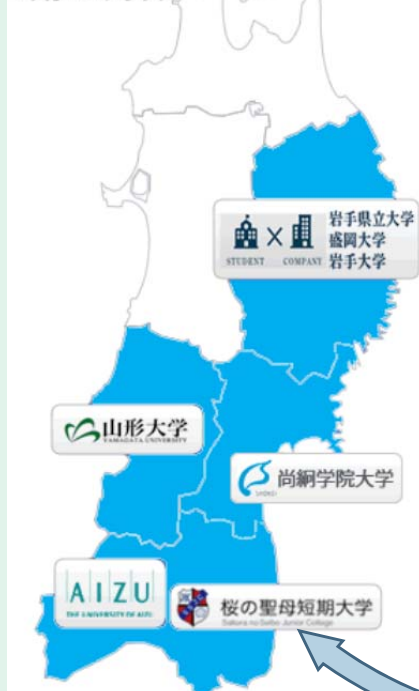 STUDENT × COMPANY
岩手県立大学
盛岡大学
岩手大学
山形大学
YAMAGATA UNIVERSITY
尚絅学院大学
SHOKEI
AIZU
THE UNIVERSITY OF AIZU
桜の聖母短期大学
Sakura no Seibo Junior College